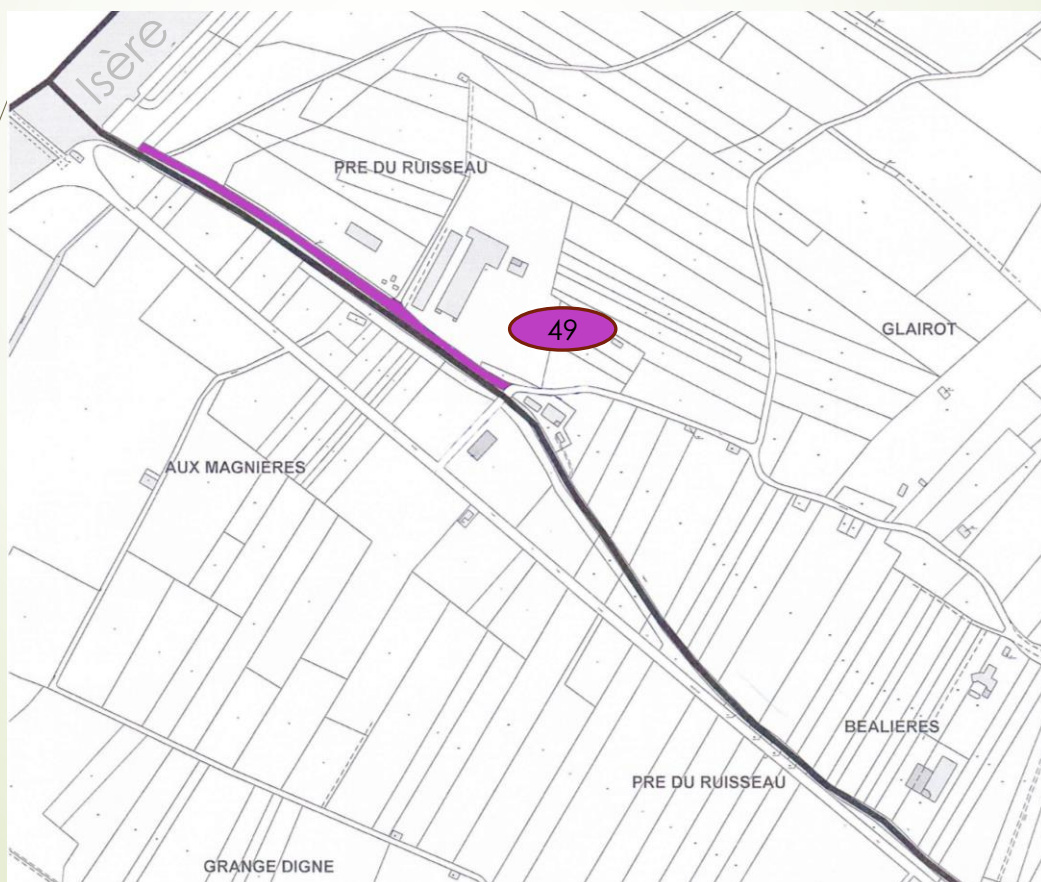 Isère
PRE DU RUISSEAU
49
GLAIROT
AUX MAGNIERES
BEALIERES
PRE DU RUISSEAU
GRANGE DIGNE